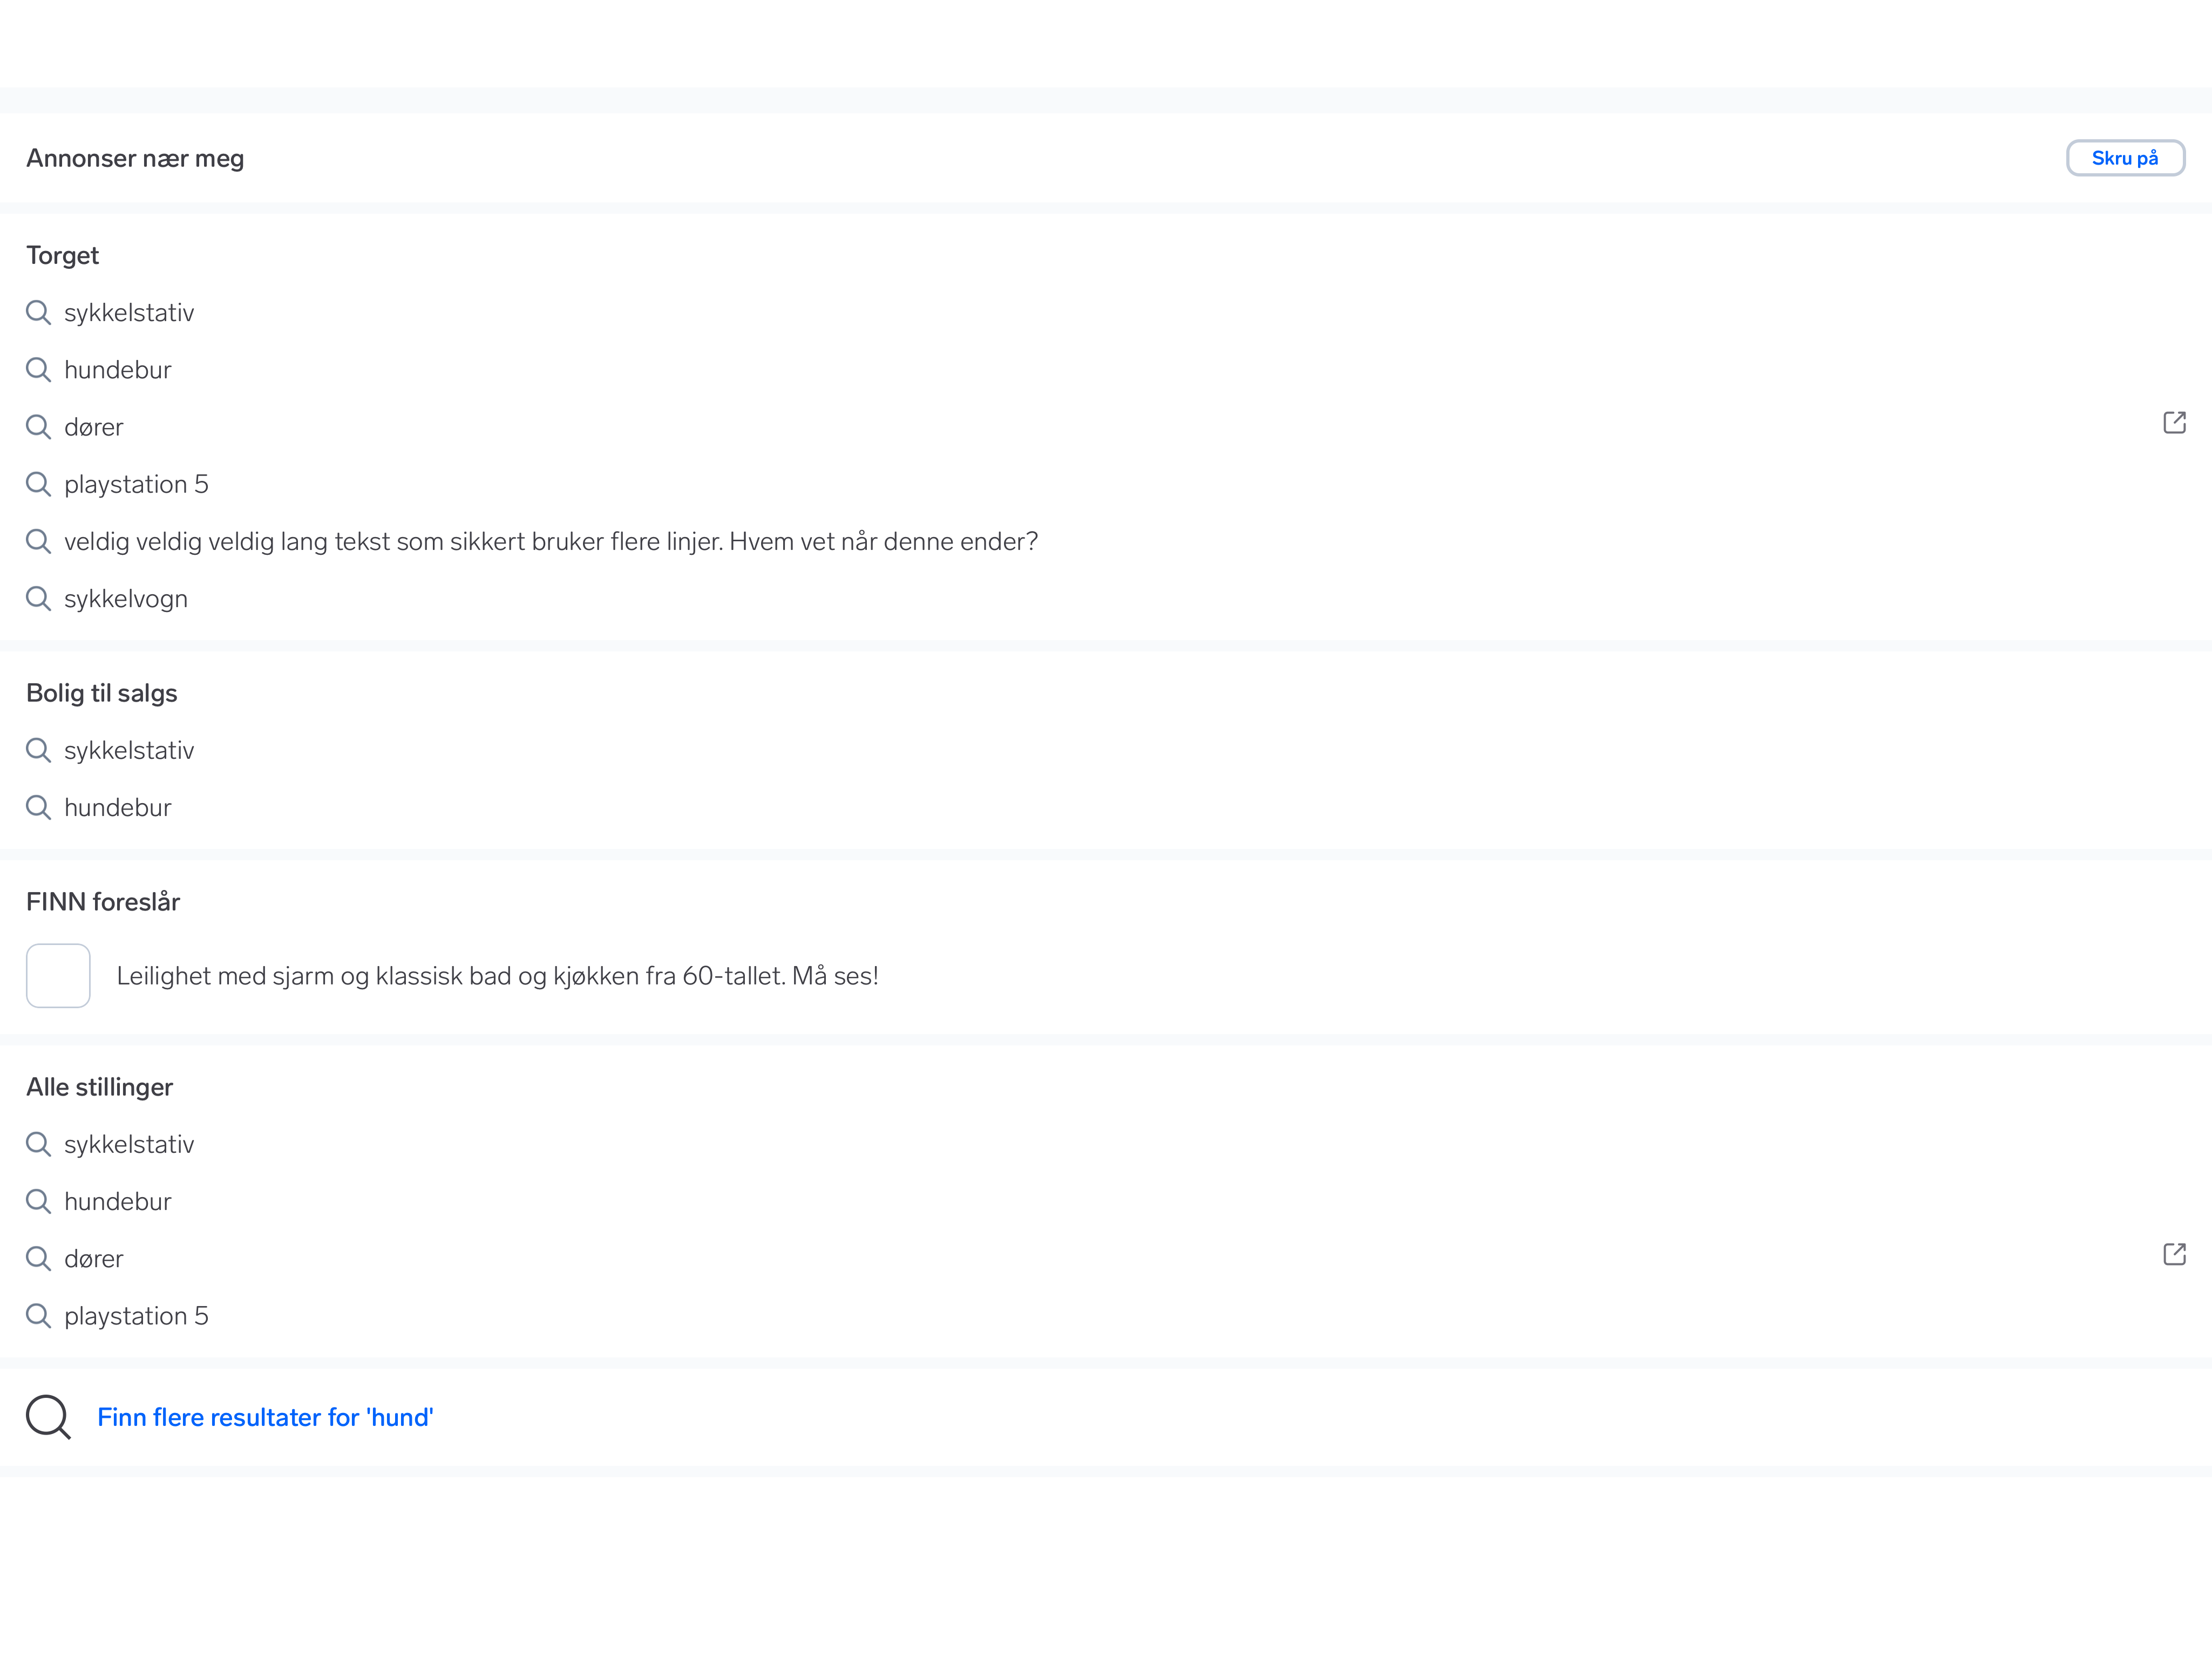 Annonser nær meg
Skru på
Torget
sykkelstativ
hundebur
dører
playstation 5
veldig veldig veldig lang tekst som sikkert bruker flere linjer. Hvem vet når denne ender?
sykkelvogn
Bolig til salgs
sykkelstativ
hundebur
FINN foreslår
Leilighet med sjarm og klassisk bad og kjøkken fra 60-tallet. Må ses!
Alle stillinger
sykkelstativ
hundebur
dører
playstation 5
Finn flere resultater for 'hund'